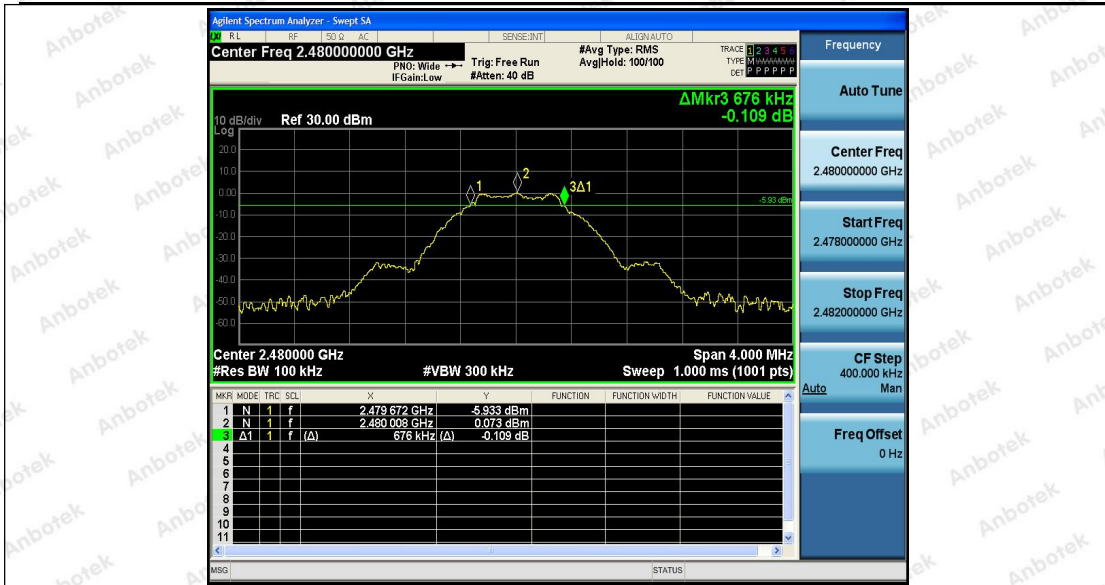 Agilent Spectrum Analyzer - Swept SA
LXI RL RF 50 Ω AC SENSE:INT ALIGN AUTO
Center Freq 2.480000000 GHz
PNO: Wide
IFGain:Low
Trig: Free Run
#Atten: 40 dB
#Avg Type: RMS
Avg|Hold: 100/100
TRACE 1 2 3 4 5 6
TYPE M
DET P P P P P P
ΔMkr3 676 kHz
-0.109 dB
10 dB/div Ref 30.00 dBm
Log
20.0
10.0
0.00
-10.0
-20.0
-30.0
-40.0
-50.0
-60.0
1
2
3Δ1
-5.93 dBm
Center 2.480000 GHz Span 4.000 MHz
#Res BW 100 kHz #VBW 300 kHz Sweep 1.000 ms (1001 pts)
MKR MODE TRC SCL X Y FUNCTION FUNCTION WIDTH FUNCTION VALUE
1 N 1 f 2.479 672 GHz -5.933 dBm
2 N 1 f 2.480 008 GHz 0.073 dBm
3 Δ1 1 f (Δ) 676 kHz (Δ) -0.109 dB
4
5
6
7
8
9
10
11
MSG STATUS
Frequency
Auto Tune
Center Freq
2.480000000 GHz
Start Freq
2.478000000 GHz
Stop Freq
2.482000000 GHz
CF Step
400.000 kHz
Auto Man
Freq Offset
0 Hz
Anbotek